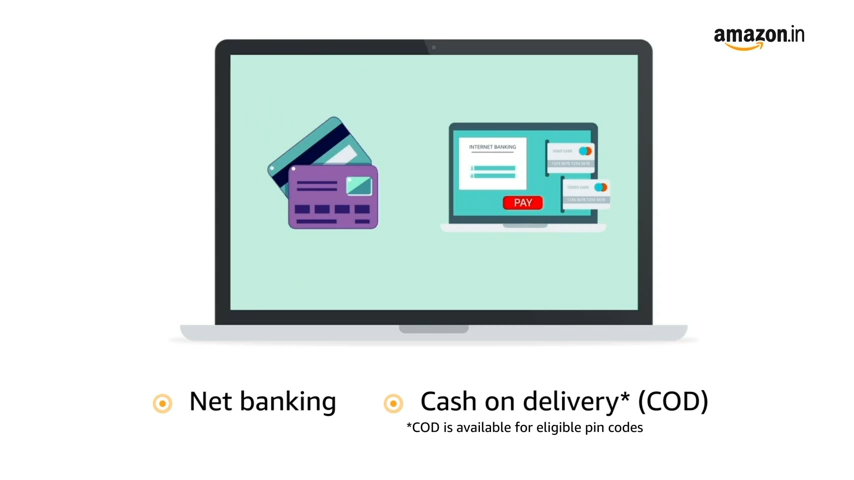 amazon.in
INTERNET BANKING
PAY
Net banking
Cash on delivery* (COD)
*COD is available for eligible pin codes